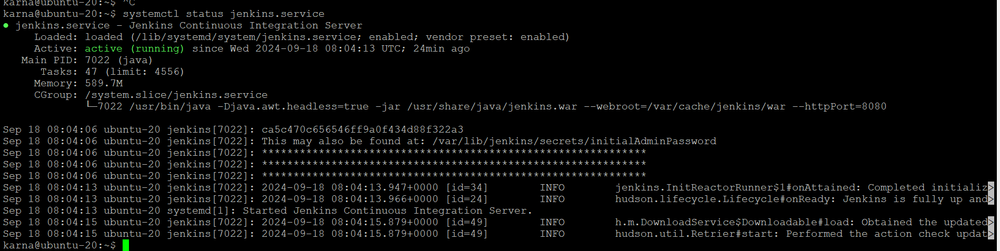 karna@ubuntu-20:~$ ^C
karna@ubuntu-20:~$ systemctl status jenkins.service
● jenkins.service - Jenkins Continuous Integration Server
     Loaded: loaded (/lib/systemd/system/jenkins.service; enabled; vendor preset: enabled)
     Active: active (running) since Wed 2024-09-18 08:04:13 UTC; 24min ago
   Main PID: 7022 (java)
      Tasks: 47 (limit: 4556)
     Memory: 589.7M
     CGroup: /system.slice/jenkins.service
             └─7022 /usr/bin/java -Djava.awt.headless=true -jar /usr/share/java/jenkins.war --webroot=/var/cache/jenkins/war --httpPort=8080
Sep 18 08:04:06 ubuntu-20 jenkins[7022]: ca5c470c656546ff9a0f434d88f322a3
Sep 18 08:04:06 ubuntu-20 jenkins[7022]: This may also be found at: /var/lib/jenkins/secrets/initialAdminPassword
Sep 18 08:04:06 ubuntu-20 jenkins[7022]: *************************************************************
Sep 18 08:04:06 ubuntu-20 jenkins[7022]: *************************************************************
Sep 18 08:04:06 ubuntu-20 jenkins[7022]: *************************************************************
Sep 18 08:04:13 ubuntu-20 jenkins[7022]: 2024-09-18 08:04:13.947+0000 [id=34]        INFO        jenkins.InitReactorRunner$1#onAttained: Completed initializ>
Sep 18 08:04:13 ubuntu-20 jenkins[7022]: 2024-09-18 08:04:13.966+0000 [id=24]        INFO        hudson.lifecycle.Lifecycle#onReady: Jenkins is fully up and>
Sep 18 08:04:13 ubuntu-20 systemd[1]: Started Jenkins Continuous Integration Server.
Sep 18 08:04:15 ubuntu-20 jenkins[7022]: 2024-09-18 08:04:15.879+0000 [id=49]        INFO        h.m.DownloadService$Downloadable#load: Obtained the updated>
Sep 18 08:04:15 ubuntu-20 jenkins[7022]: 2024-09-18 08:04:15.879+0000 [id=49]        INFO        hudson.util.Retrier#start: Performed the action check updat>
karna@ubuntu-20:~$